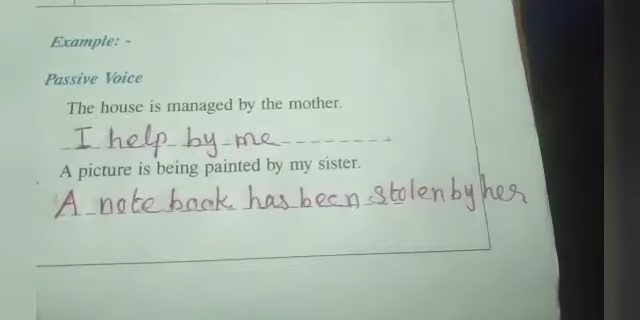 Example: -
Passive Voice
The house is managed by the mother.
I help by me
A picture is being painted by my sister.
A note book has been stolen by her